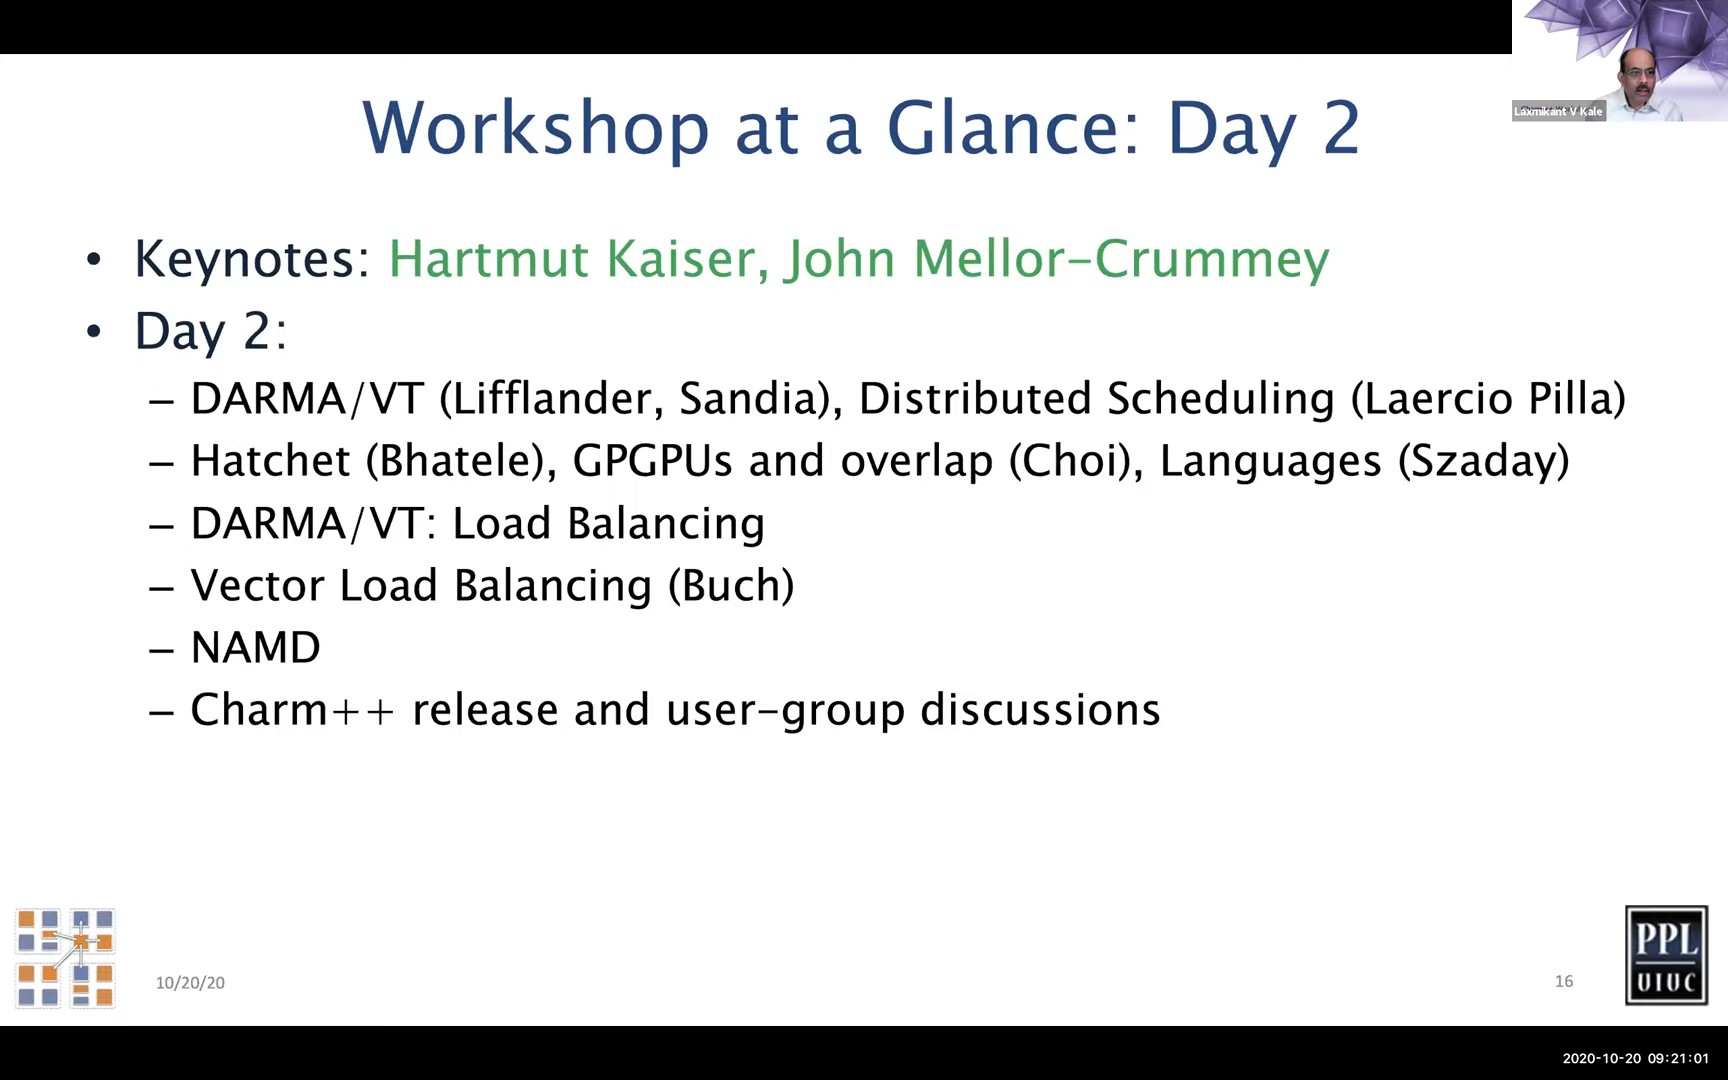 Laxmikant V Kale
Workshop at a Glance: Day 2
• Keynotes: Hartmut Kaiser, John Mellor-Crummey
• Day 2:
– DARMA/VT (Lifflander, Sandia), Distributed Scheduling (Laercio Pilla)
– Hatchet (Bhatele), GPGPUs and overlap (Choi), Languages (Szaday)
– DARMA/VT: Load Balancing
– Vector Load Balancing (Buch)
– NAMD
– Charm++ release and user-group discussions
10/20/20
16
PPL
UIUC
2020-10-20 09:21:01